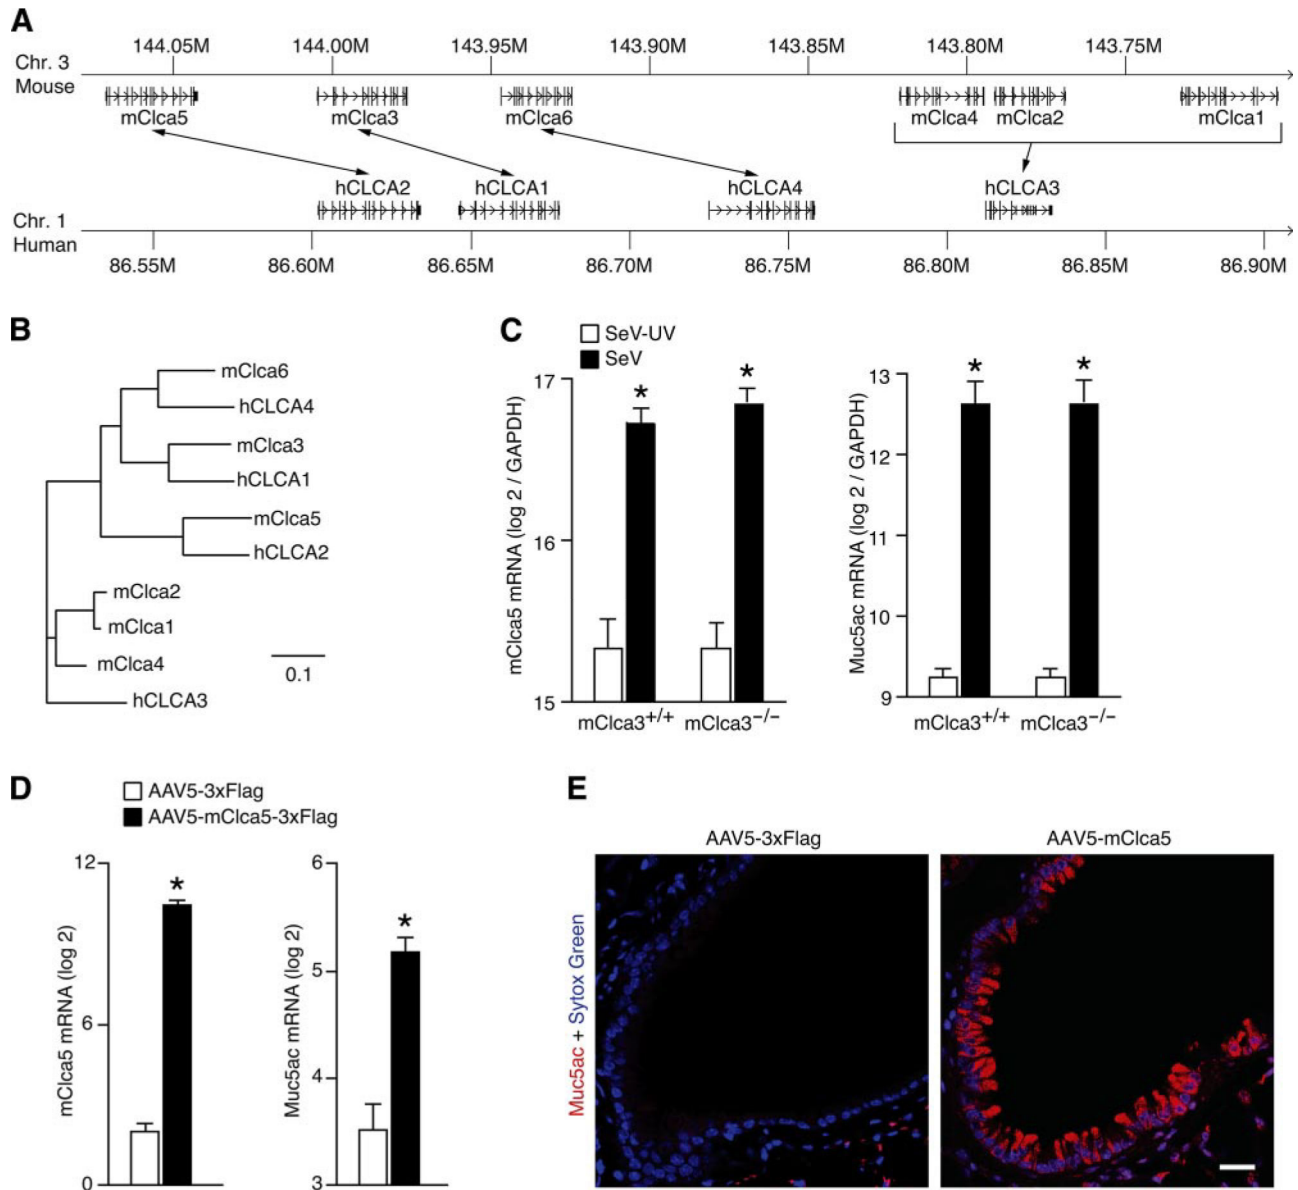 A
144.05M 144.00M 143.95M 143.90M 143.85M 143.80M 143.75M
Chr. 3
Mouse
mClca5 mClca3 mClca6 mClca4 mClca2 mClca1
hCLCA2 hCLCA1 hCLCA4 hCLCA3
Chr. 1
Human
86.55M 86.60M 86.65M 86.70M 86.75M 86.80M 86.85M 86.90M
B
mClca6
hCLCA4
mClca3
hCLCA1
mClca5
hCLCA2
mClca2
mClca1
mClca4
hCLCA3
0.1
C
SeV-UV
SeV
mClca5 mRNA (log 2 / GAPDH)
17
16
15
* *
mClca3+/+ mClca3−/−
Muc5ac mRNA (log 2 / GAPDH)
13
12
11
10
9
* *
mClca3+/+ mClca3−/−
D
AAV5-3xFlag
AAV5-mClca5-3xFlag
mClca5 mRNA (log 2)
12
6
0
*
Muc5ac mRNA (log 2)
6
5
4
3
*
E
AAV5-3xFlag AAV5-mClca5
Muc5ac + Sytox Green